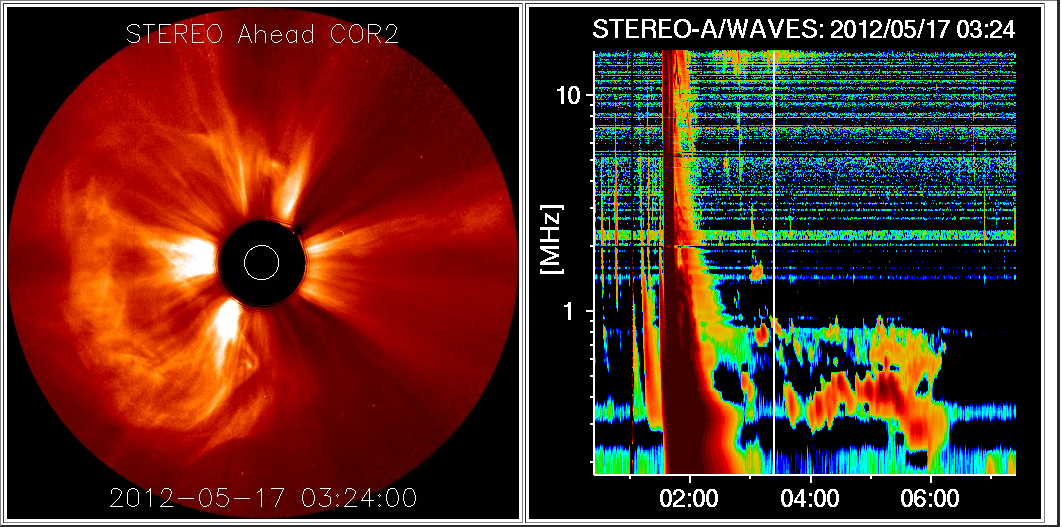 STEREO Ahead COR2
2012-05-17 03:24:00
STEREO-A/WAVES: 2012/05/17 03:24
10
[MHz]
1
02:00 04:00 06:00